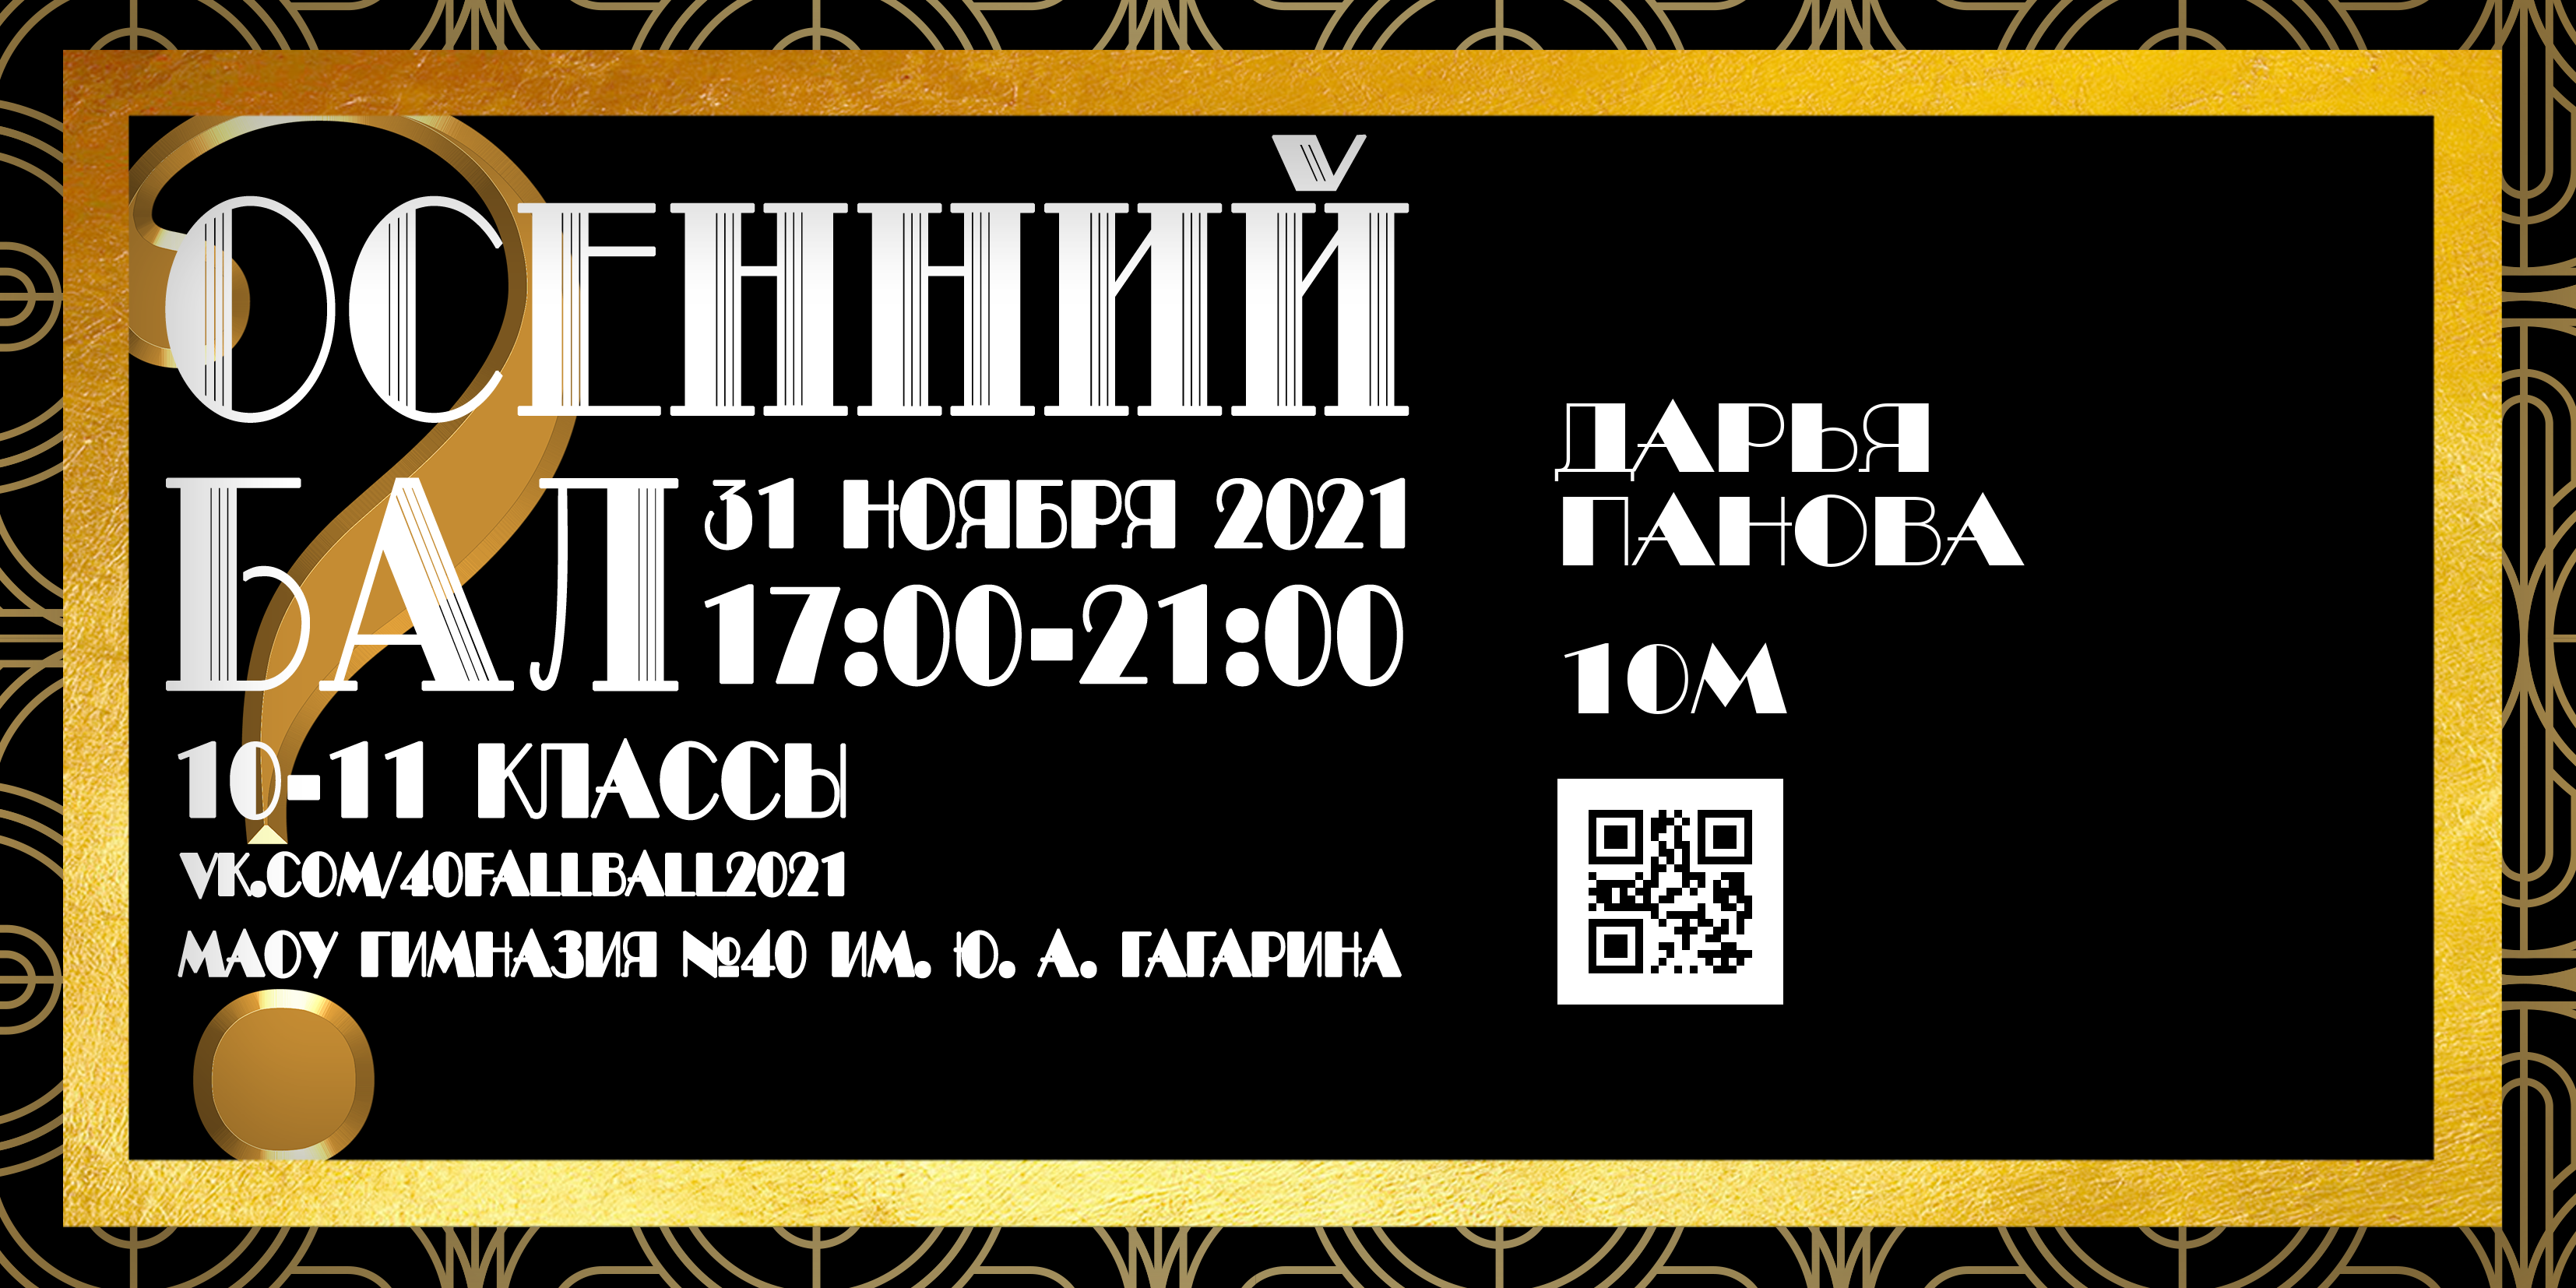 ОСЕННИЙ
БАЛ
31 НОЯБРЯ 2021
17:00-21:00
10-11 КЛАССЫ
VK.COM/40FALLBALL2021
МАОУ ГИМНАЗИЯ №40 ИМ. Ю. А. ГАГАРИНА
ДАРЬЯ
ПАНОВА
10М